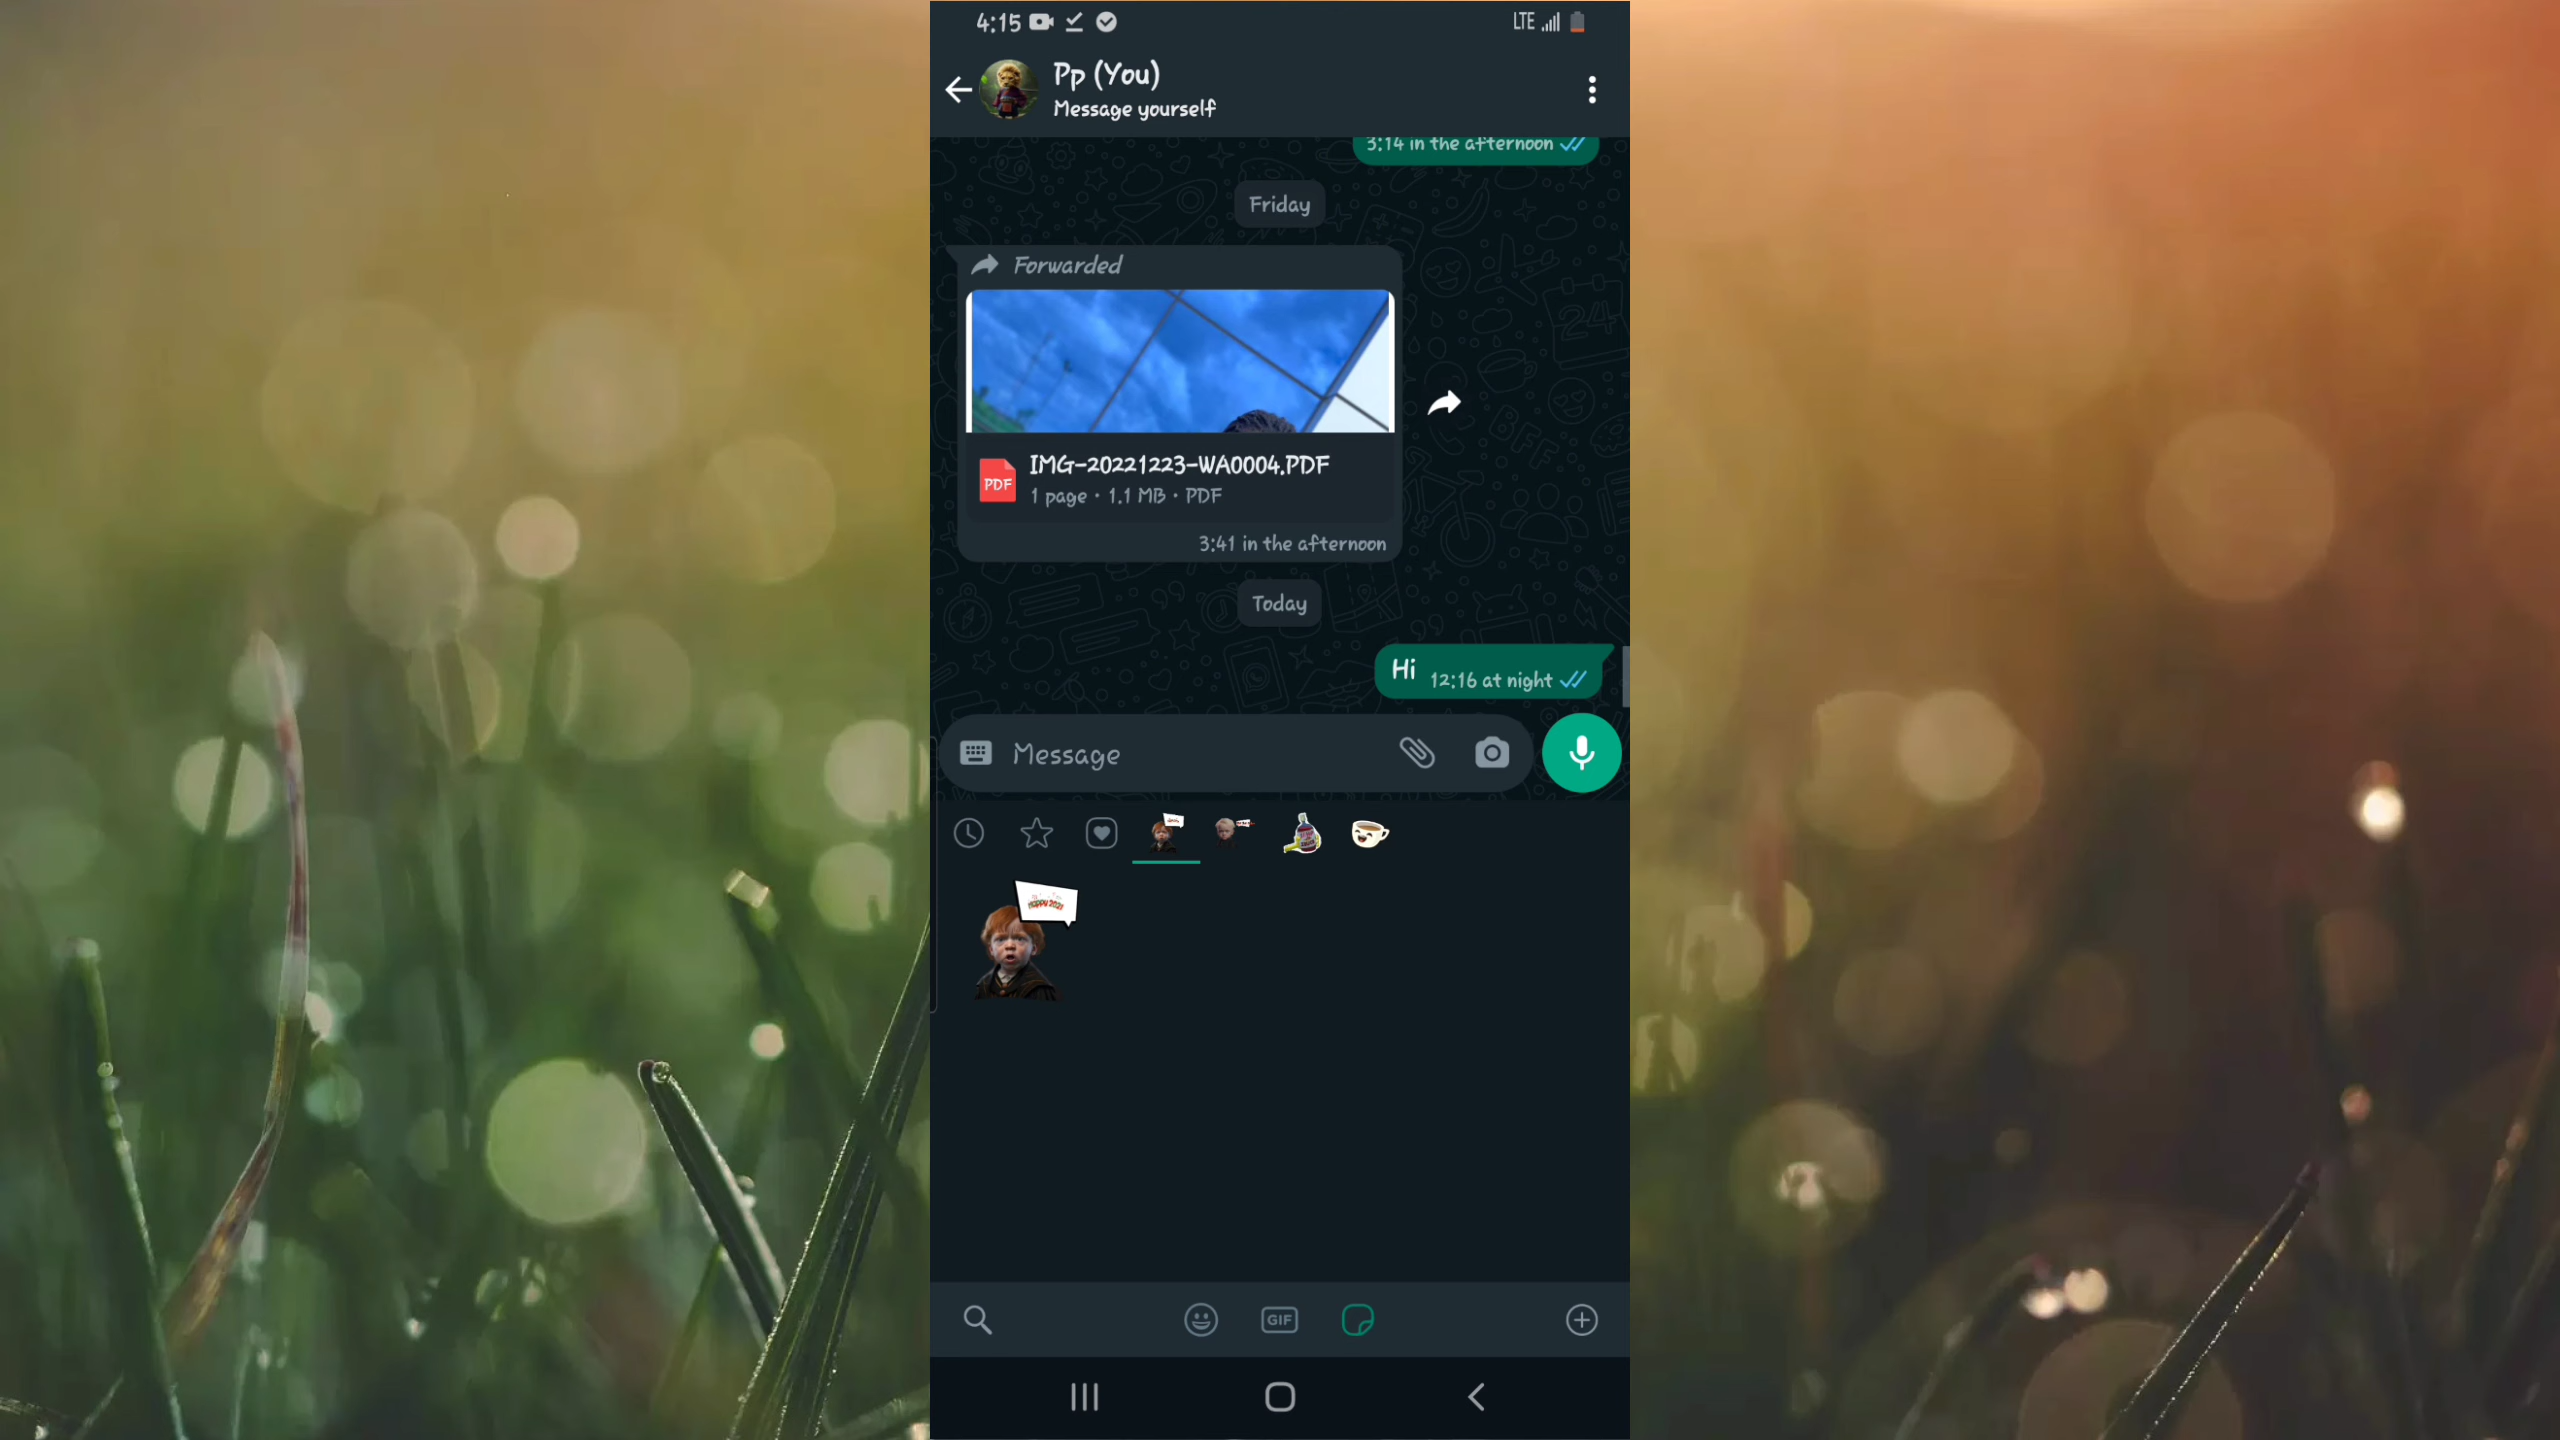 4:15
LTE
Pp (You)
Message yourself
3:14 in the afternoon
Friday
Forwarded
IMG-20221223-WA0004.PDF
PDF
1 page • 1.1 MB • PDF
3:41 in the afternoon
Today
Hi 12:16 at night
Message
Happy 2021
GIF